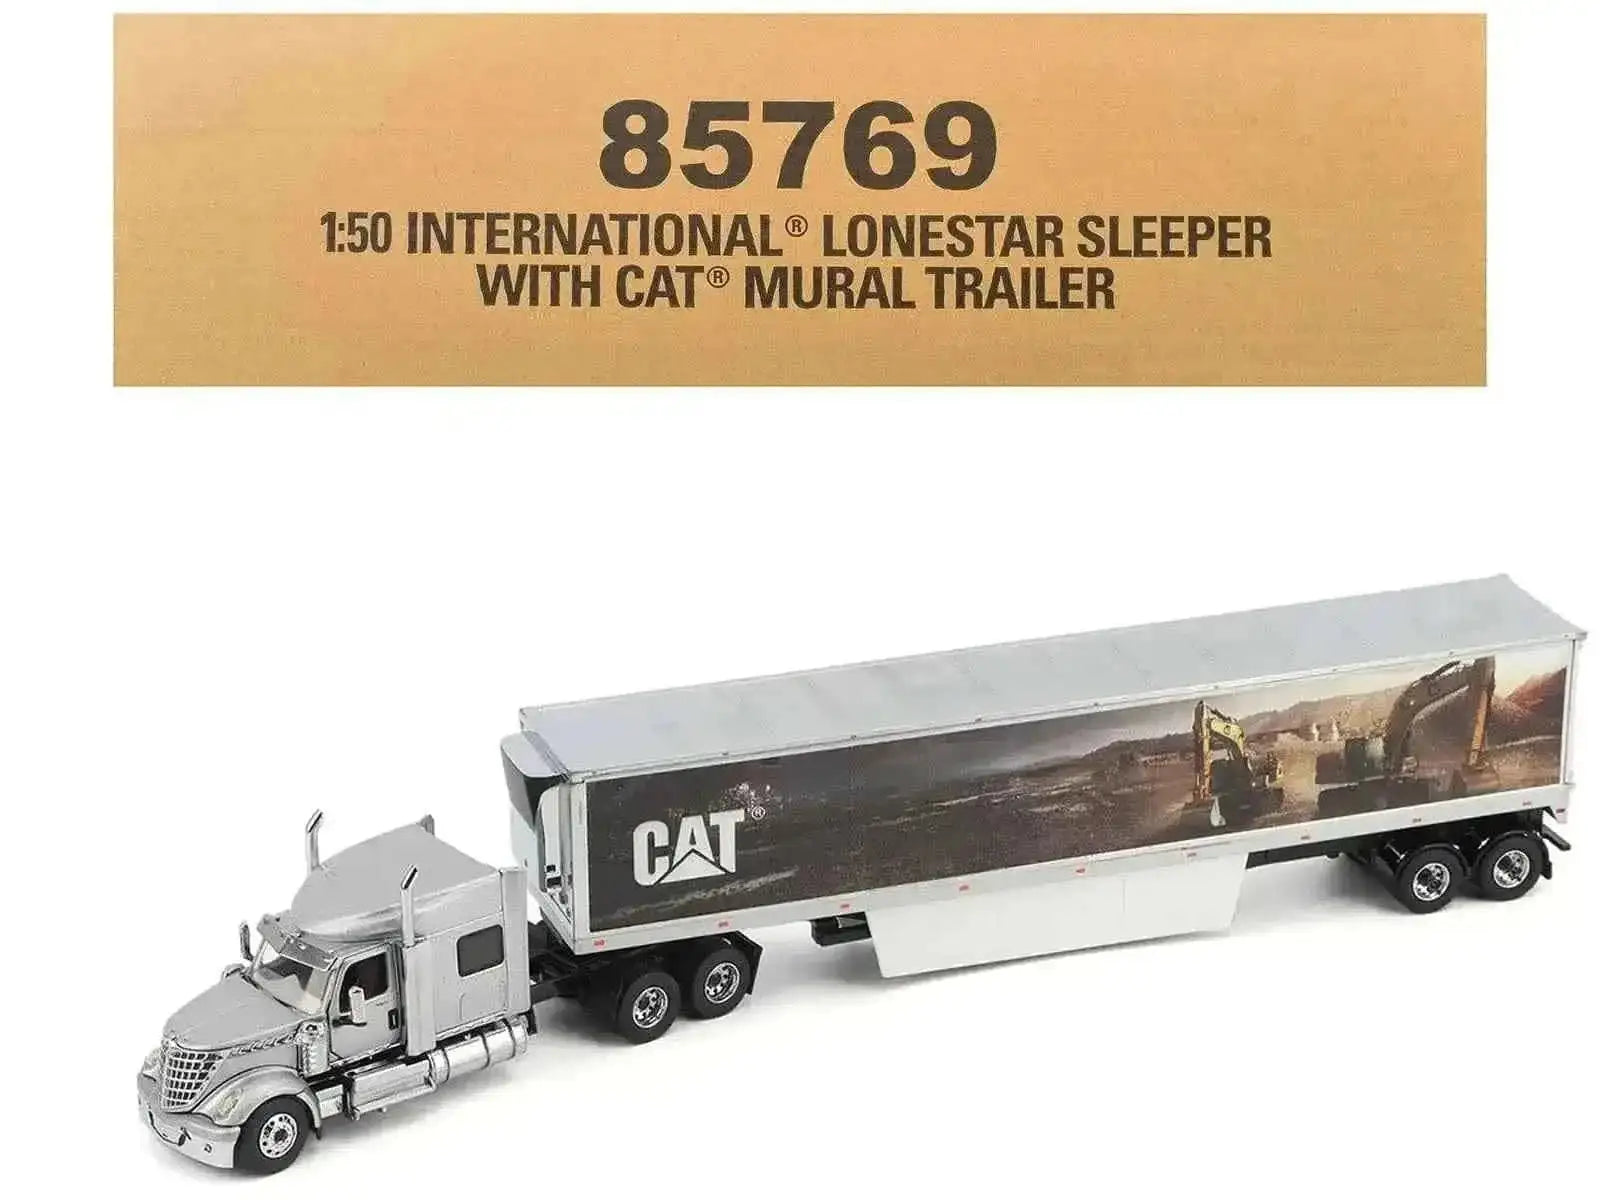 85769
1:50 INTERNATIONAL® LONESTAR SLEEPER
WITH CAT® MURAL TRAILER
CAT®